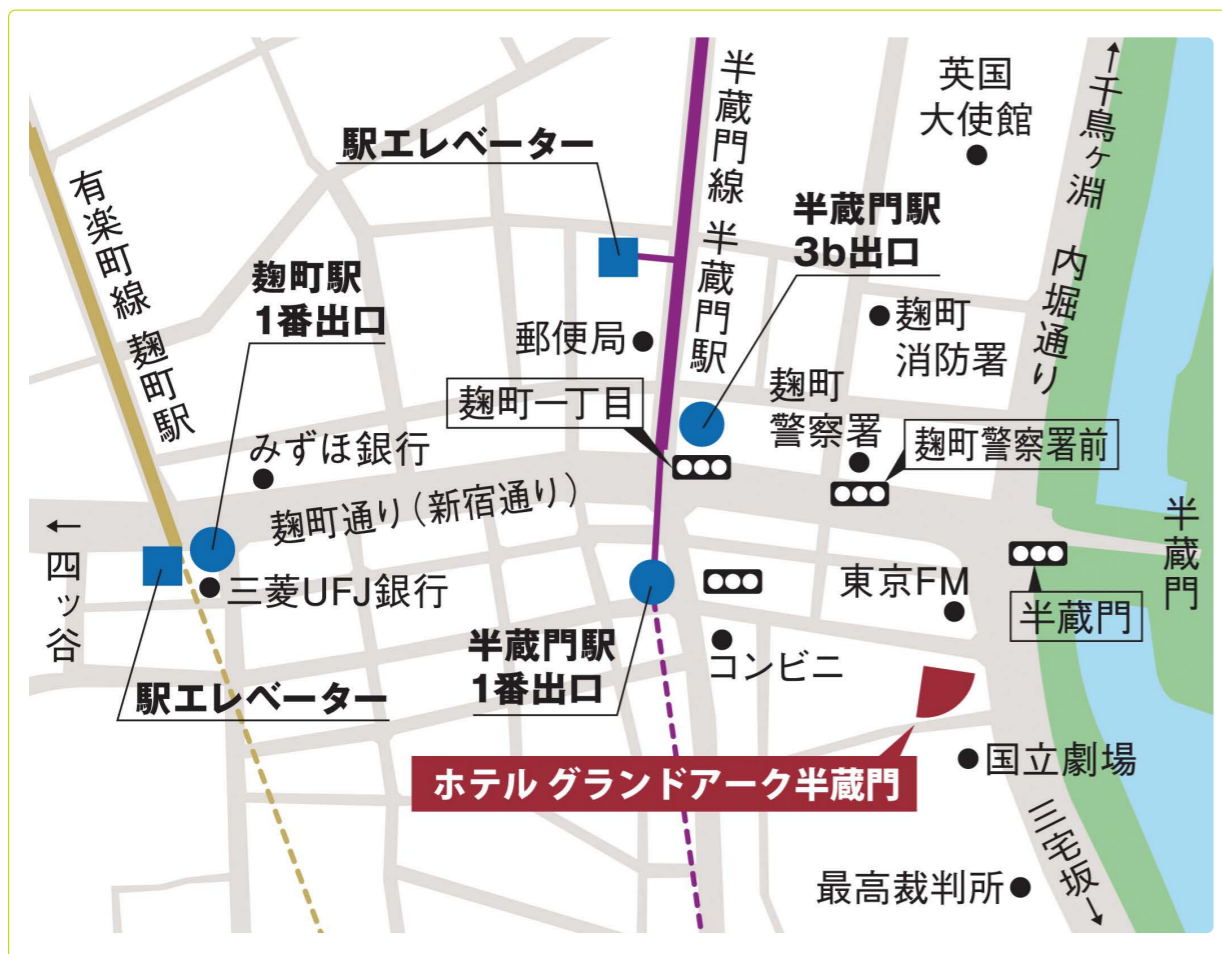 英国
大使館
↑千鳥ヶ淵
内堀通り
半蔵門線 半蔵門駅
駅エレベーター
有楽町線 麹町駅
半蔵門駅
3b出口
麹町駅
1番出口
郵便局
麹町
消防署
麹町一丁目
麹町
警察署
麹町警察署前
みずほ銀行
麹町通り(新宿通り)
半蔵門
←四ッ谷
三菱UFJ銀行
東京FM
半蔵門
半蔵門駅
1番出口
コンビニ
駅エレベーター
ホテル グランドアーク半蔵門
国立劇場
三宅坂→
最高裁判所